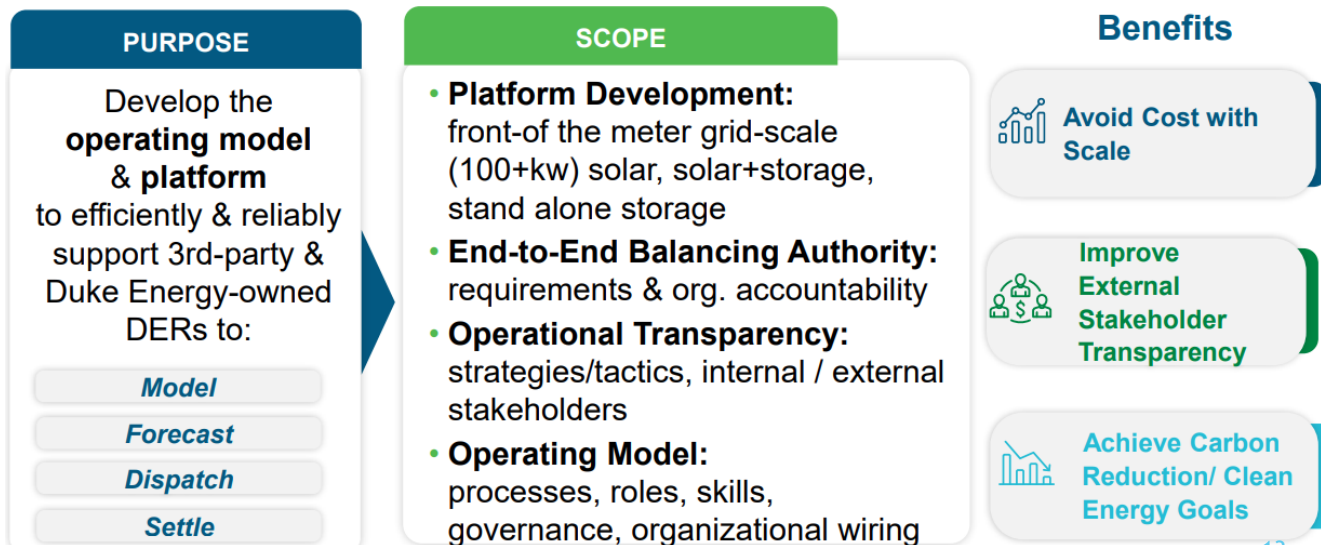 PURPOSE
Develop the
operating model
& platform
to efficiently & reliably
support 3rd-party &
Duke Energy-owned
DERs to:
Model
Forecast
Dispatch
Settle
SCOPE
• Platform Development:
front-of the meter grid-scale
(100+kw) solar, solar+storage,
stand alone storage
• End-to-End Balancing Authority:
requirements & org. accountability
• Operational Transparency:
strategies/tactics, internal / external
stakeholders
• Operating Model:
processes, roles, skills,
governance, organizational wiring
Benefits
Avoid Cost with
Scale
$
Improve
External
Stakeholder
Transparency
Achieve Carbon
Reduction/ Clean
Energy Goals